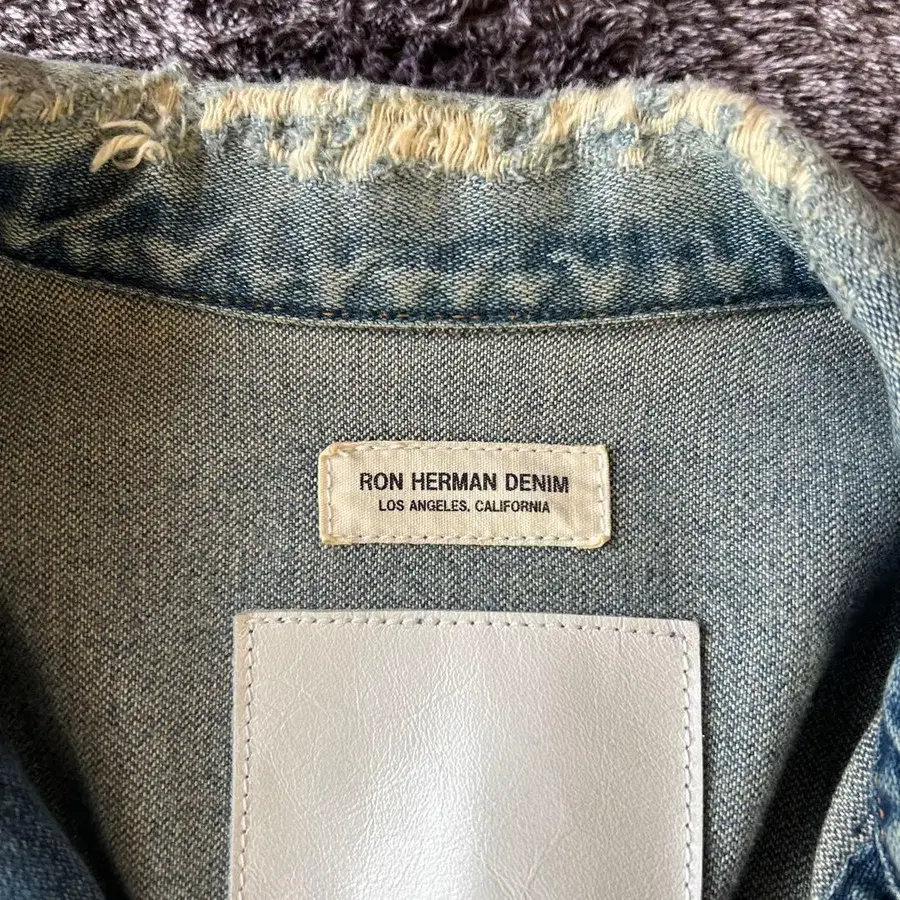 RON HERMAN DENIM
LOS ANGELES, CALIFORNIA